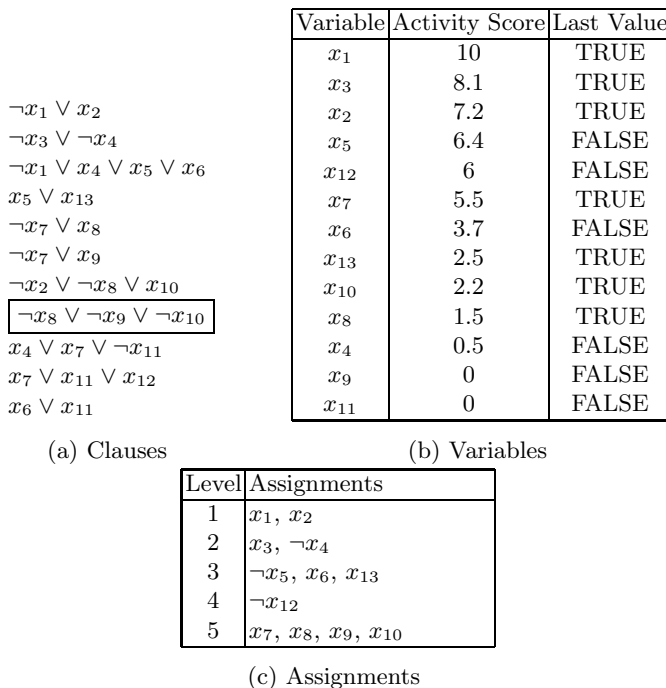 ¬x₁ ∨ x₂
¬x₃ ∨ ¬x₄
¬x₁ ∨ x₄ ∨ x₅ ∨ x₆
x₅ ∨ x₁₃
¬x₇ ∨ x₈
¬x₇ ∨ x₉
¬x₂ ∨ ¬x₈ ∨ x₁₀
¬x₈ ∨ ¬x₉ ∨ ¬x₁₀
x₄ ∨ x₇ ∨ ¬x₁₁
x₇ ∨ x₁₁ ∨ x₁₂
x₆ ∨ x₁₁
(a) Clauses
Variable Activity Score Last Value
x₁ 10 TRUE
x₃ 8.1 TRUE
x₂ 7.2 TRUE
x₅ 6.4 FALSE
x₁₂ 6 FALSE
x₇ 5.5 TRUE
x₆ 3.7 FALSE
x₁₃ 2.5 TRUE
x₁₀ 2.2 TRUE
x₈ 1.5 TRUE
x₄ 0.5 FALSE
x₉ 0 FALSE
x₁₁ 0 FALSE
(b) Variables
Level Assignments
1 x₁, x₂
2 x₃, ¬x₄
3 ¬x₅, x₆, x₁₃
4 ¬x₁₂
5 x₇, x₈, x₉, x₁₀
(c) Assignments